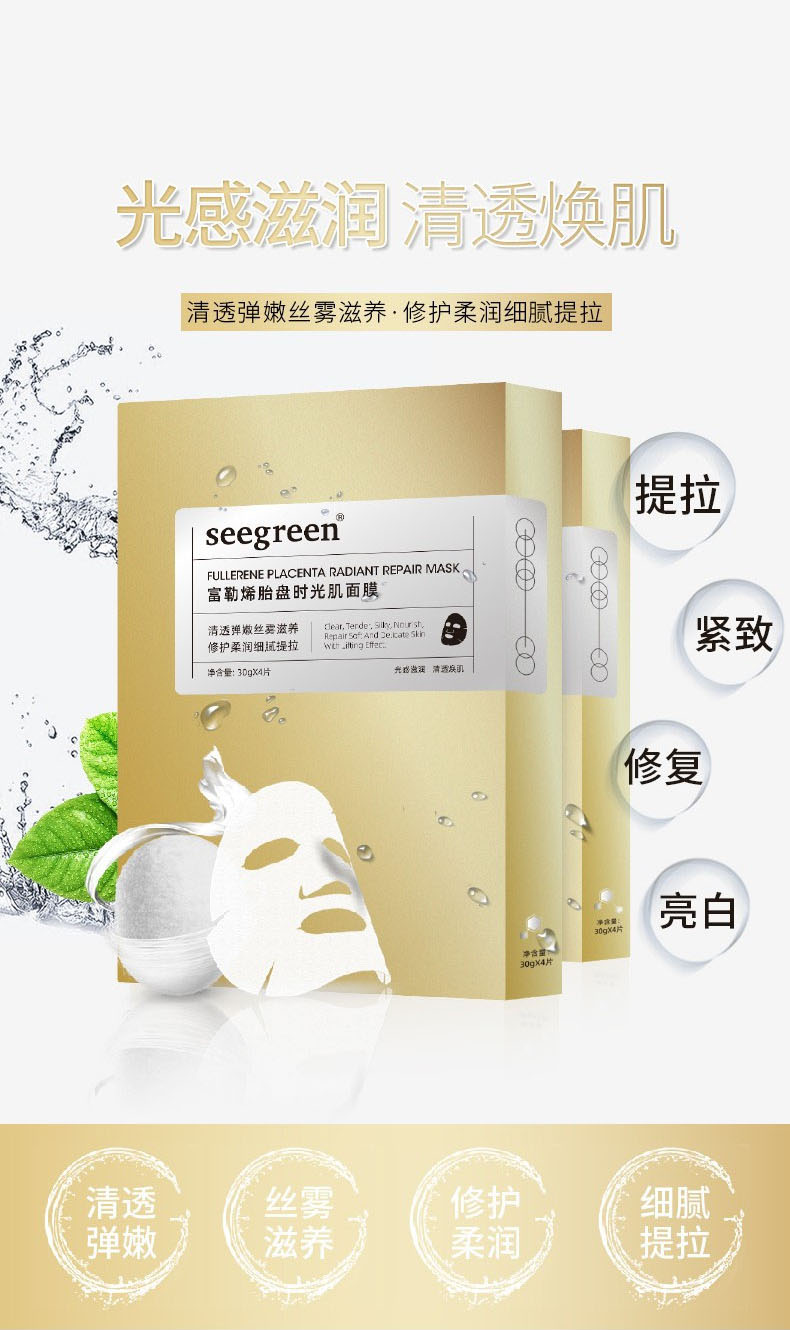 光感滋润 清透焕肌
清透弹嫩丝雾滋养·修护柔润细腻提拉
seegreen®
FULLERENE PLACENTA RADIANT REPAIR MASK
富勒烯胎盘时光肌面膜
清透弹嫩丝雾滋养
修护柔润细腻提拉
Clear, Tender, Silky, Nourish,
Repair Soft And Delicate Skin
With Lifting Effect.
净含量: 30gX4片
光感滋润 清透焕肌
提拉
紧致
修复
亮白
净含量:
30gX4片
净含量:
30gX4片
清透
弹嫩
丝雾
滋养
修护
柔润
细腻
提拉